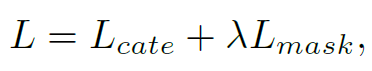 L = L_{cate} + λL_{mask},